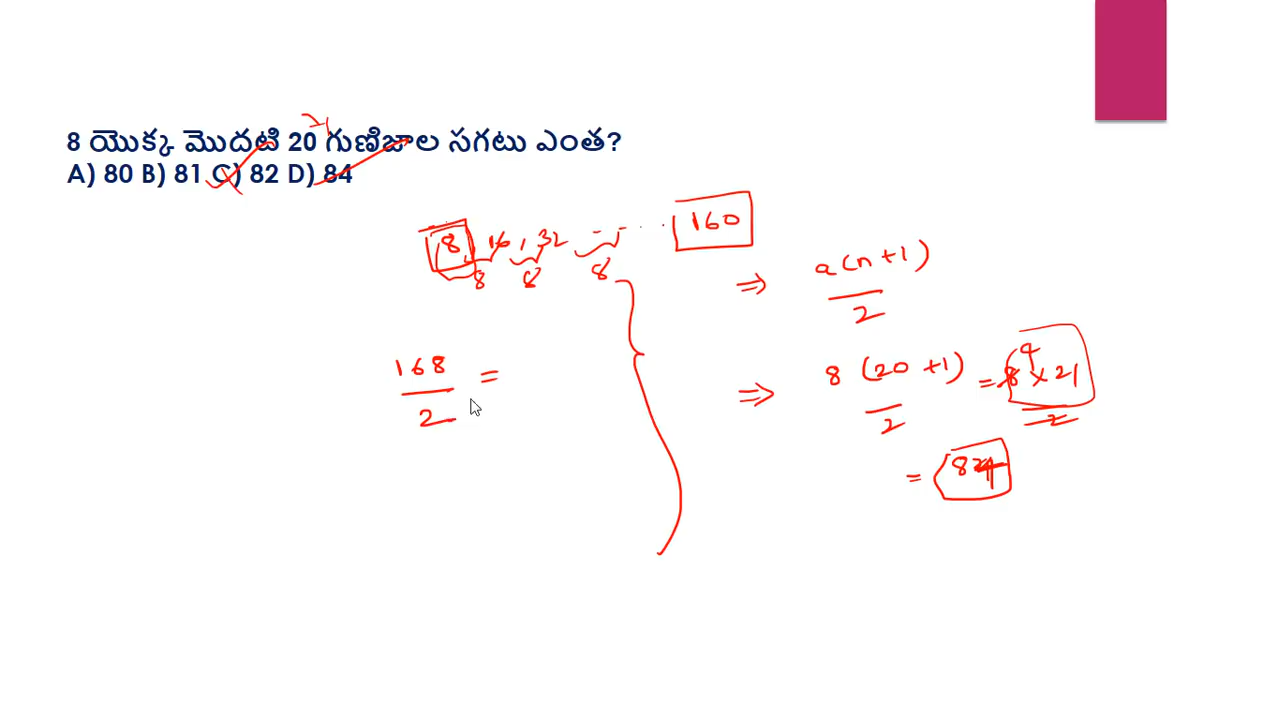 8 యొక్క మొదటి 20 గుణిజాల సగటు ఎంత?
A) 80 B) 81 C) 82 D) 84
8, 16, 32 - - - . . . 160
8 8 8
⇒ a(n+1)
2
168 =
2
⇒ 8 (20 +1) = 8 4 × 21
2 2
= 84